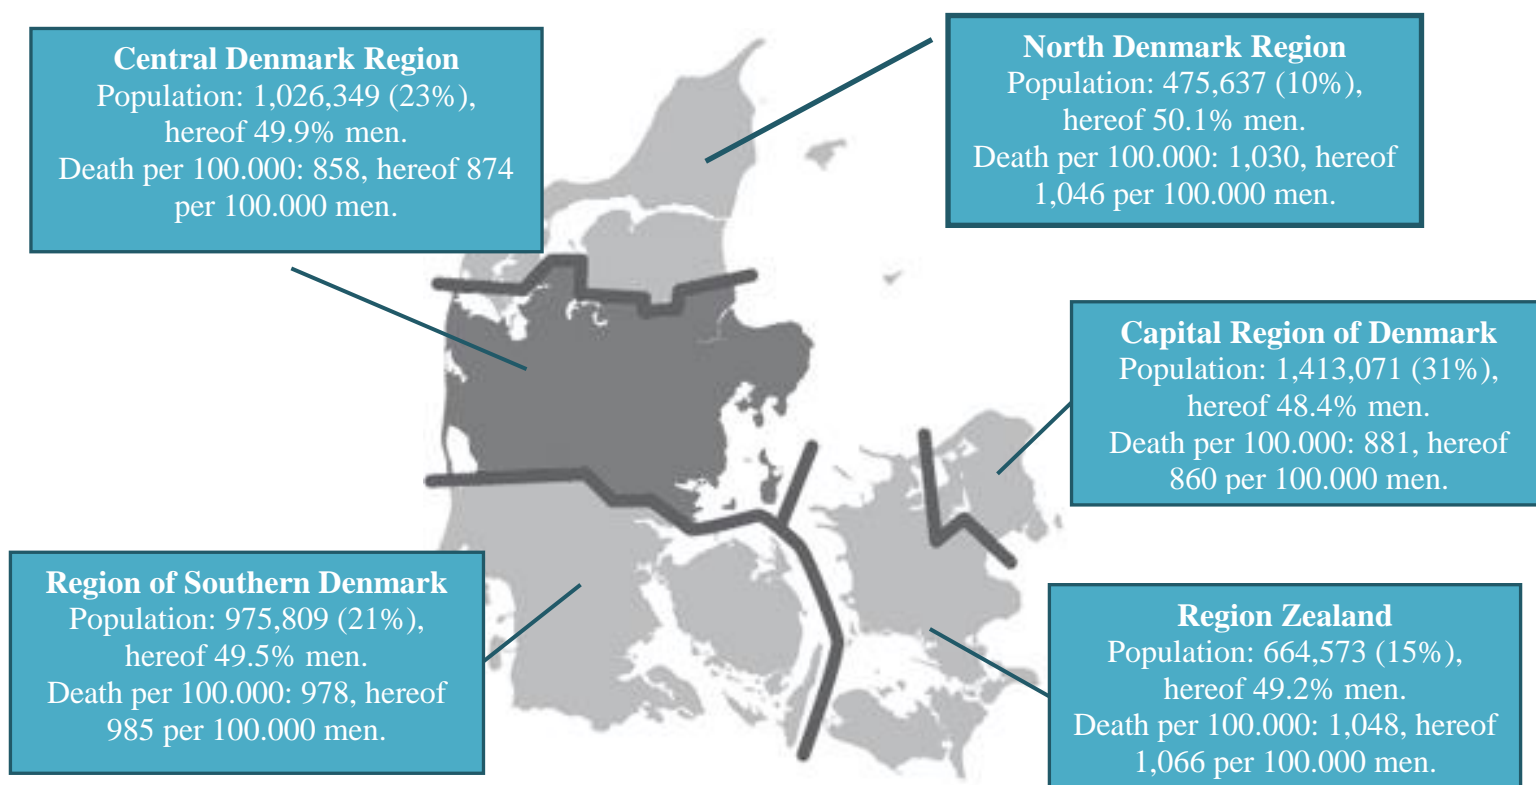 Central Denmark Region
Population: 1,026,349 (23%),
hereof 49.9% men.
Death per 100.000: 858, hereof 874
per 100.000 men.
North Denmark Region
Population: 475,637 (10%),
hereof 50.1% men.
Death per 100.000: 1,030, hereof
1,046 per 100.000 men.
Capital Region of Denmark
Population: 1,413,071 (31%),
hereof 48.4% men.
Death per 100.000: 881, hereof
860 per 100.000 men.
Region of Southern Denmark
Population: 975,809 (21%),
hereof 49.5% men.
Death per 100.000: 978, hereof
985 per 100.000 men.
Region Zealand
Population: 664,573 (15%),
hereof 49.2% men.
Death per 100.000: 1,048, hereof
1,066 per 100.000 men.